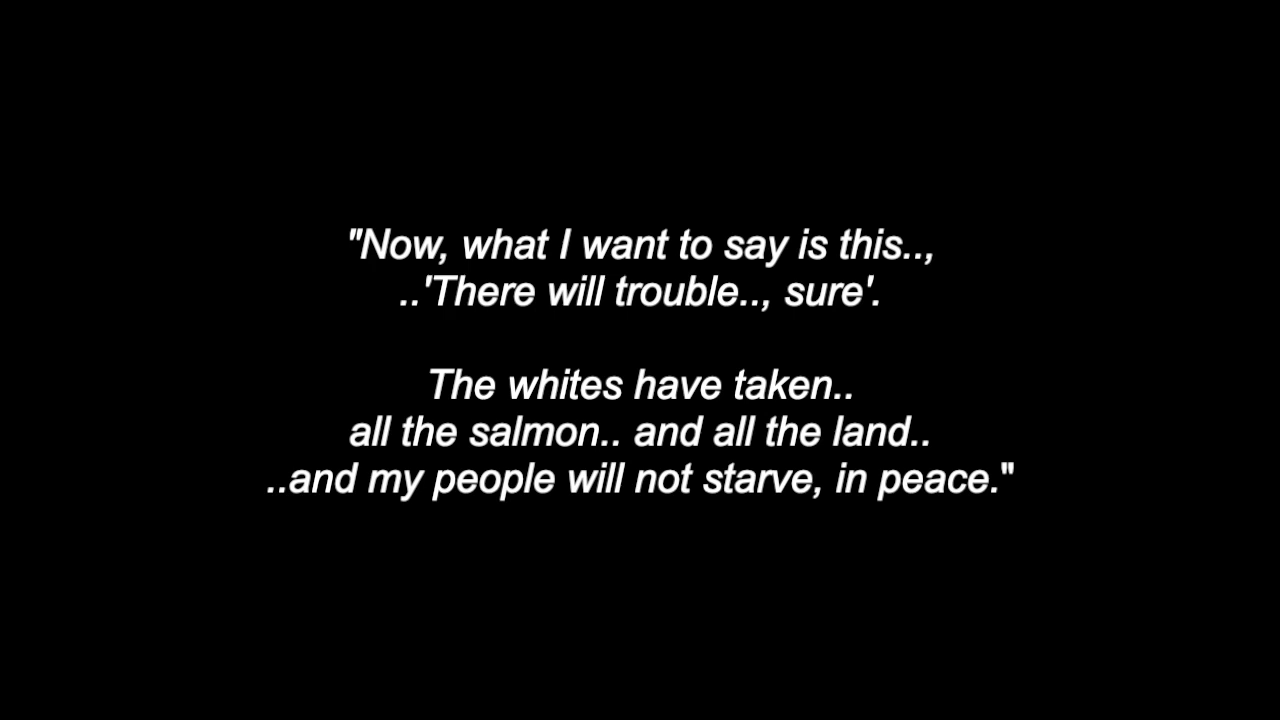 "Now, what I want to say is this..,
..'There will trouble.., sure'.
The whites have taken..
all the salmon.. and all the land..
..and my people will not starve, in peace."